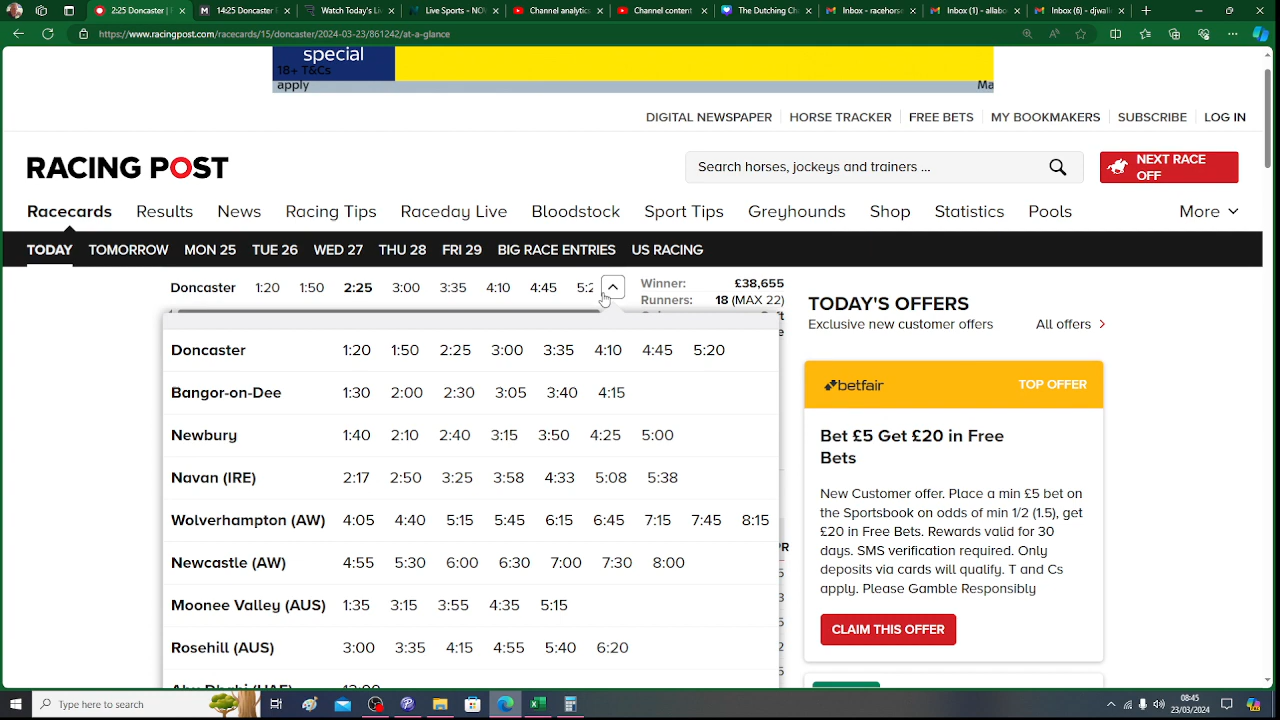 2:25 Doncaster | F
14:25 Doncaster F
Watch Today's Liv
Live Sports - NOW
Channel analytics
Channel content
The Dutching Ch
Inbox - racehorse
Inbox (1) - allabo
Inbox (6) - djwalk
https://www.racingpost.com/racecards/15/doncaster/2024-03-23/861242/at-a-glance
special
18+ T&Cs
apply
Ma
DIGITAL NEWSPAPER HORSE TRACKER FREE BETS MY BOOKMAKERS SUBSCRIBE LOG IN
RACING POST
Search horses, jockeys and trainers ...
NEXT RACE
OFF
Racecards Results News Racing Tips Raceday Live Bloodstock Sport Tips Greyhounds Shop Statistics Pools More
TODAY TOMORROW MON 25 TUE 26 WED 27 THU 28 FRI 29 BIG RACE ENTRIES US RACING
Doncaster 1:20 1:50 2:25 3:00 3:35 4:10 4:45 5:2
Winner: £38,655
Runners: 18 (MAX 22)
TODAY'S OFFERS
Exclusive new customer offers All offers
Doncaster 1:20 1:50 2:25 3:00 3:35 4:10 4:45 5:20
Bangor-on-Dee 1:30 2:00 2:30 3:05 3:40 4:15
Newbury 1:40 2:10 2:40 3:15 3:50 4:25 5:00
Navan (IRE) 2:17 2:50 3:25 3:58 4:33 5:08 5:38
Wolverhampton (AW) 4:05 4:40 5:15 5:45 6:15 6:45 7:15 7:45 8:15
Newcastle (AW) 4:55 5:30 6:00 6:30 7:00 7:30 8:00
Moonee Valley (AUS) 1:35 3:15 3:55 4:35 5:15
Rosehill (AUS) 3:00 3:35 4:15 4:55 5:40 6:20
Abu Dhabi (UAE) 12:00
PR
betfair TOP OFFER
Bet £5 Get £20 in Free
Bets
New Customer offer. Place a min £5 bet on
the Sportsbook on odds of min 1/2 (1.5), get
£20 in Free Bets. Rewards valid for 30
days. SMS verification required. Only
deposits via cards will qualify. T and Cs
apply. Please Gamble Responsibly
CLAIM THIS OFFER
Type here to search
08:45
23/03/2024